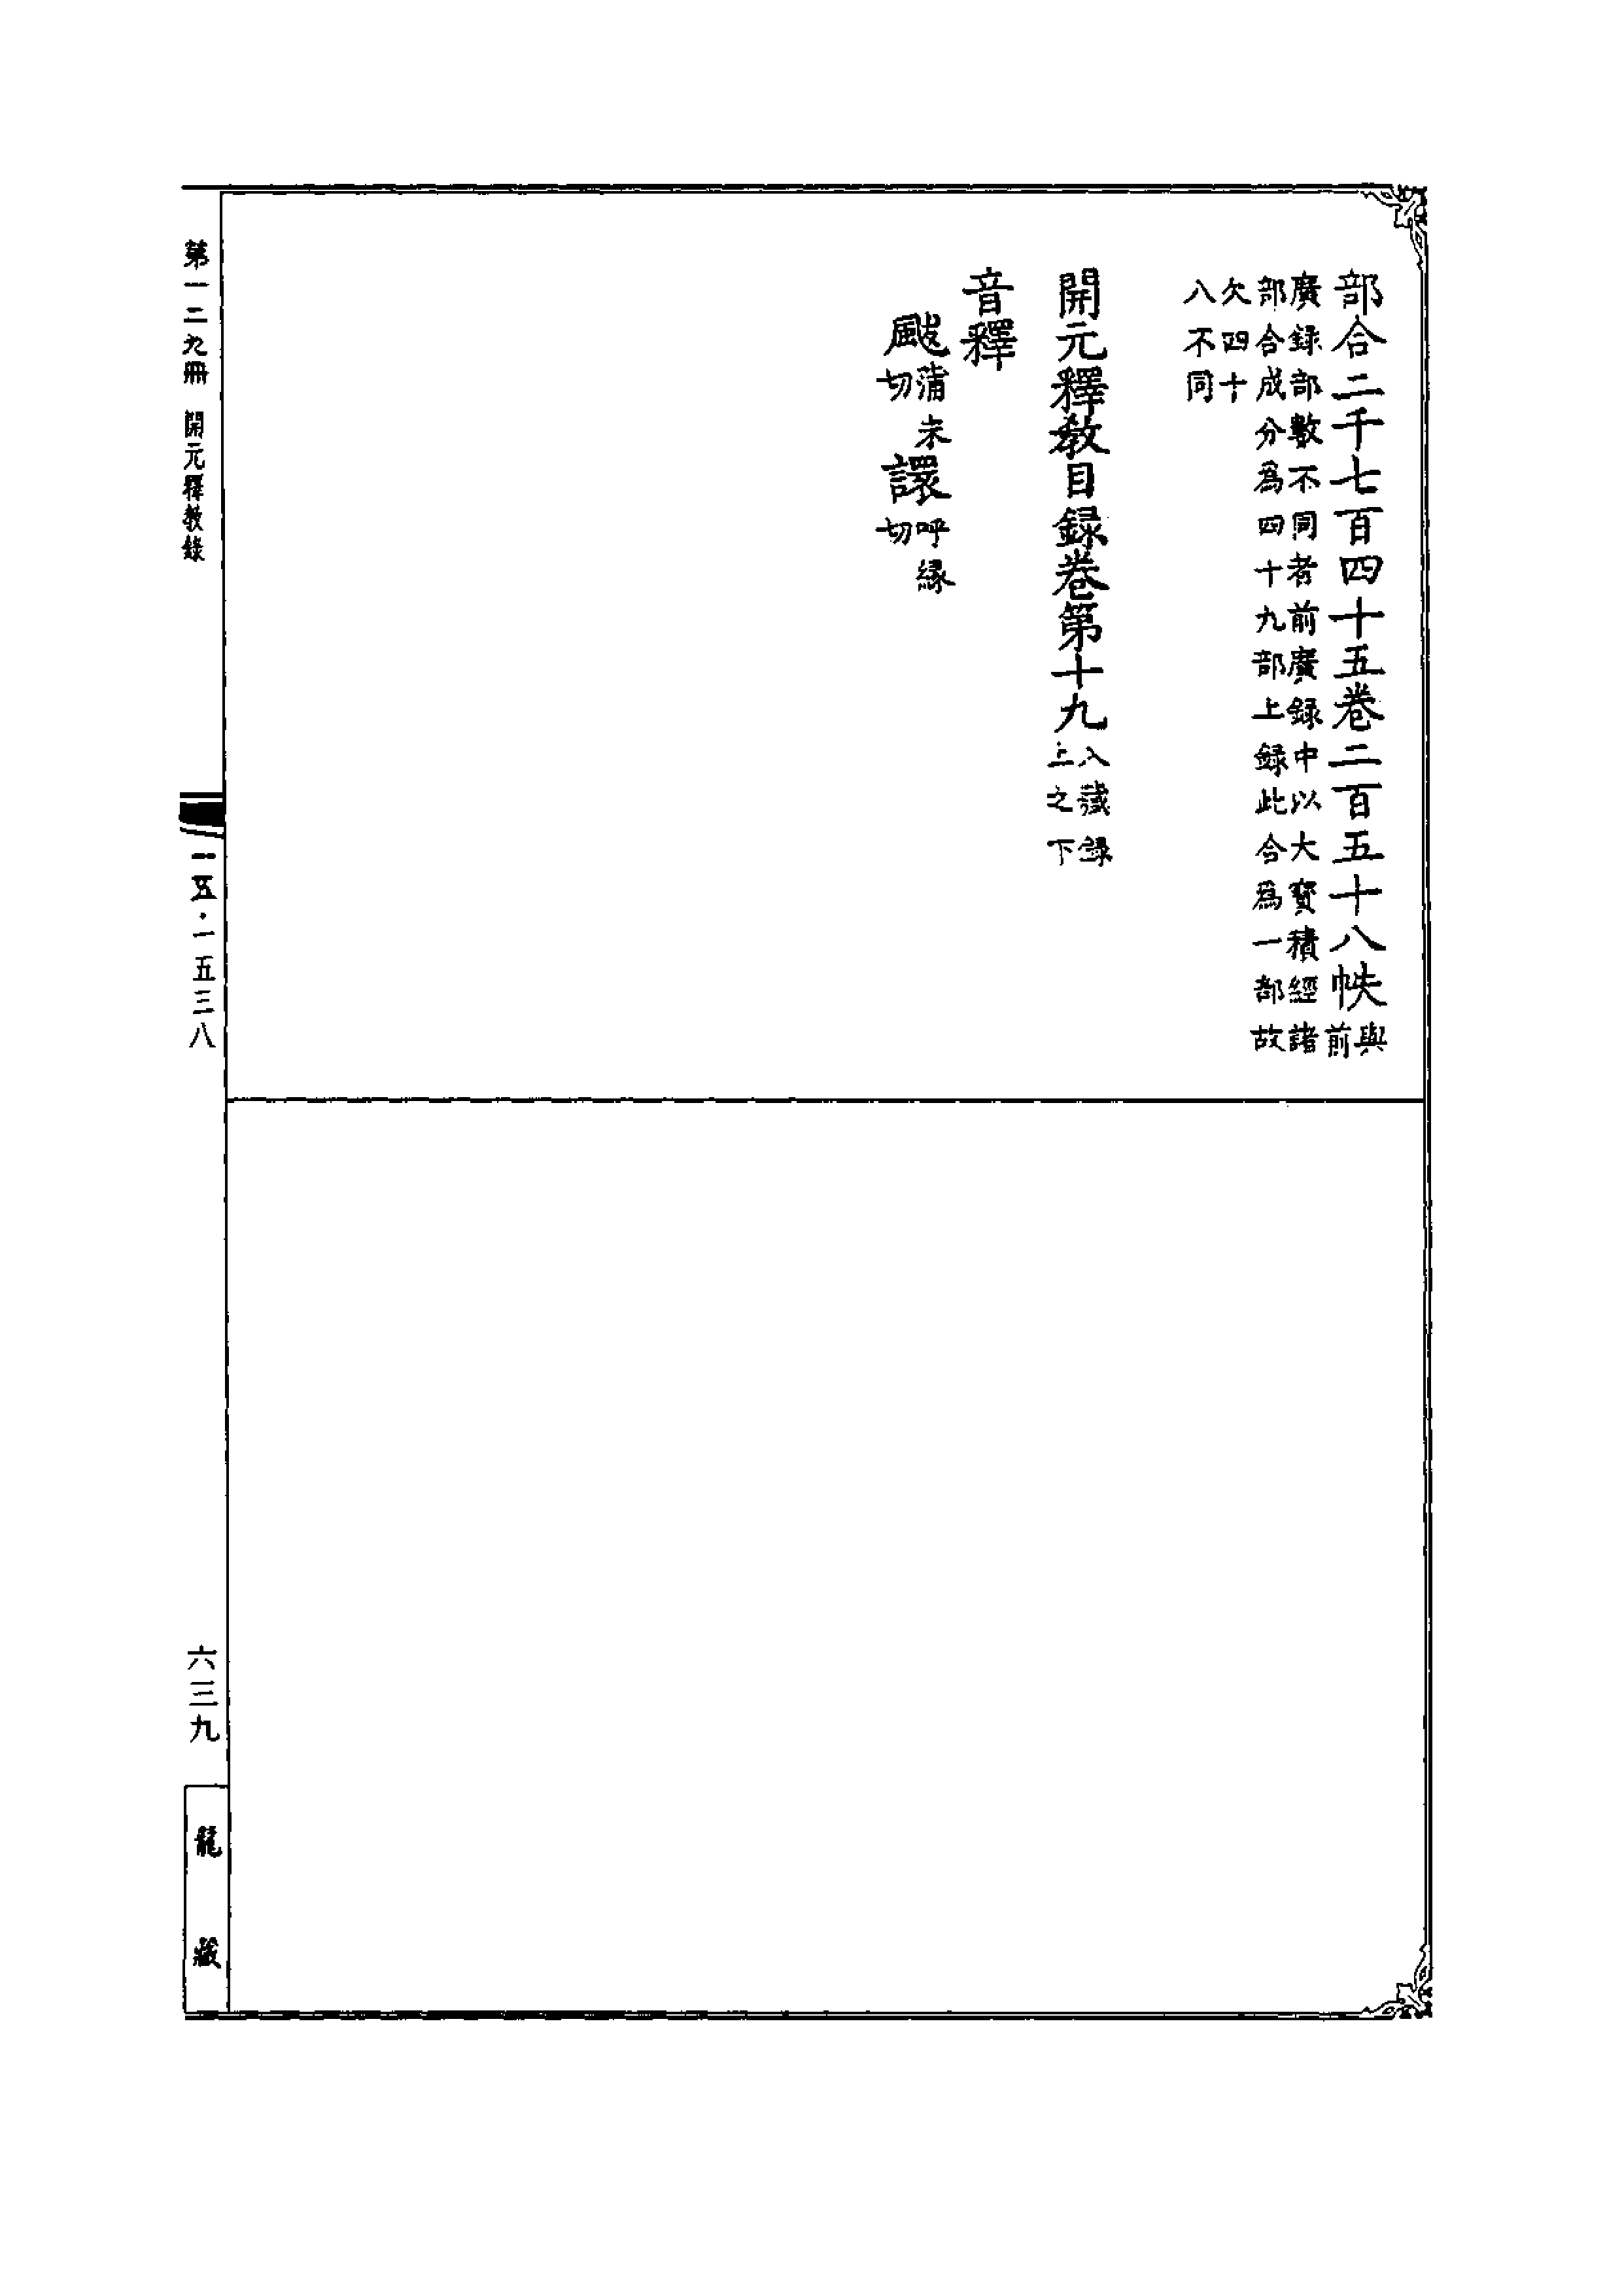 部合二千七百四十五卷二百五十八帙與前
廣録部數不同者前廣録中以大寳積經諸
部合成分為四十九部上録此合為一部故
欠四十
八不同
開元釋教目録卷第十九入藏録上之下
音釋
颰蒲未切 譞呼緣切
第一二九冊 開元釋教錄
一五五·一五三八
六三九
龍藏